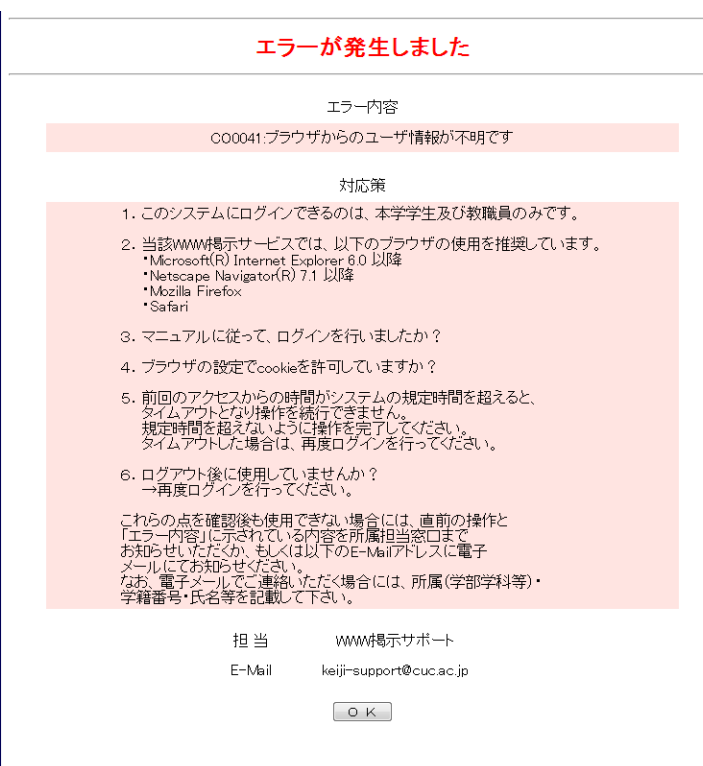 エラーが発生しました
エラー内容
CO0041:ブラウザからのユーザ情報が不明です
対応策
1. このシステムにログインできるのは、本学学生及び教職員のみです。
2. 当該WWW掲示サービスでは、以下のブラウザの使用を推奨しています。
・Microsoft(R) Internet Explorer 6.0 以降
・Netscape Navigator(R) 7.1 以降
・Mozilla Firefox
・Safari
3. マニュアルに従って、ログインを行いましたか？
4. ブラウザの設定でcookieを許可していますか？
5. 前回のアクセスからの時間がシステムの規定時間を超えると、
タイムアウトとなり操作を続行できません。
規定時間を超えないように操作を完了してください。
タイムアウトした場合は、再度ログインを行ってください。
6. ログアウト後に使用していませんか？
→再度ログインを行ってください。
これらの点を確認後も使用できない場合には、直前の操作と
「エラー内容」に示されている内容を所属担当窓口まで
お知らせいただくか、もしくは以下のE-Mailアドレスに電子
メールにてお知らせください。
なお、電子メールでご連絡いただく場合には、所属(学部学科等)・
学籍番号・氏名等を記載して下さい。
担 当 WWW掲示サポート
E-Mail keiji-support@cuc.ac.jp
ＯＫ